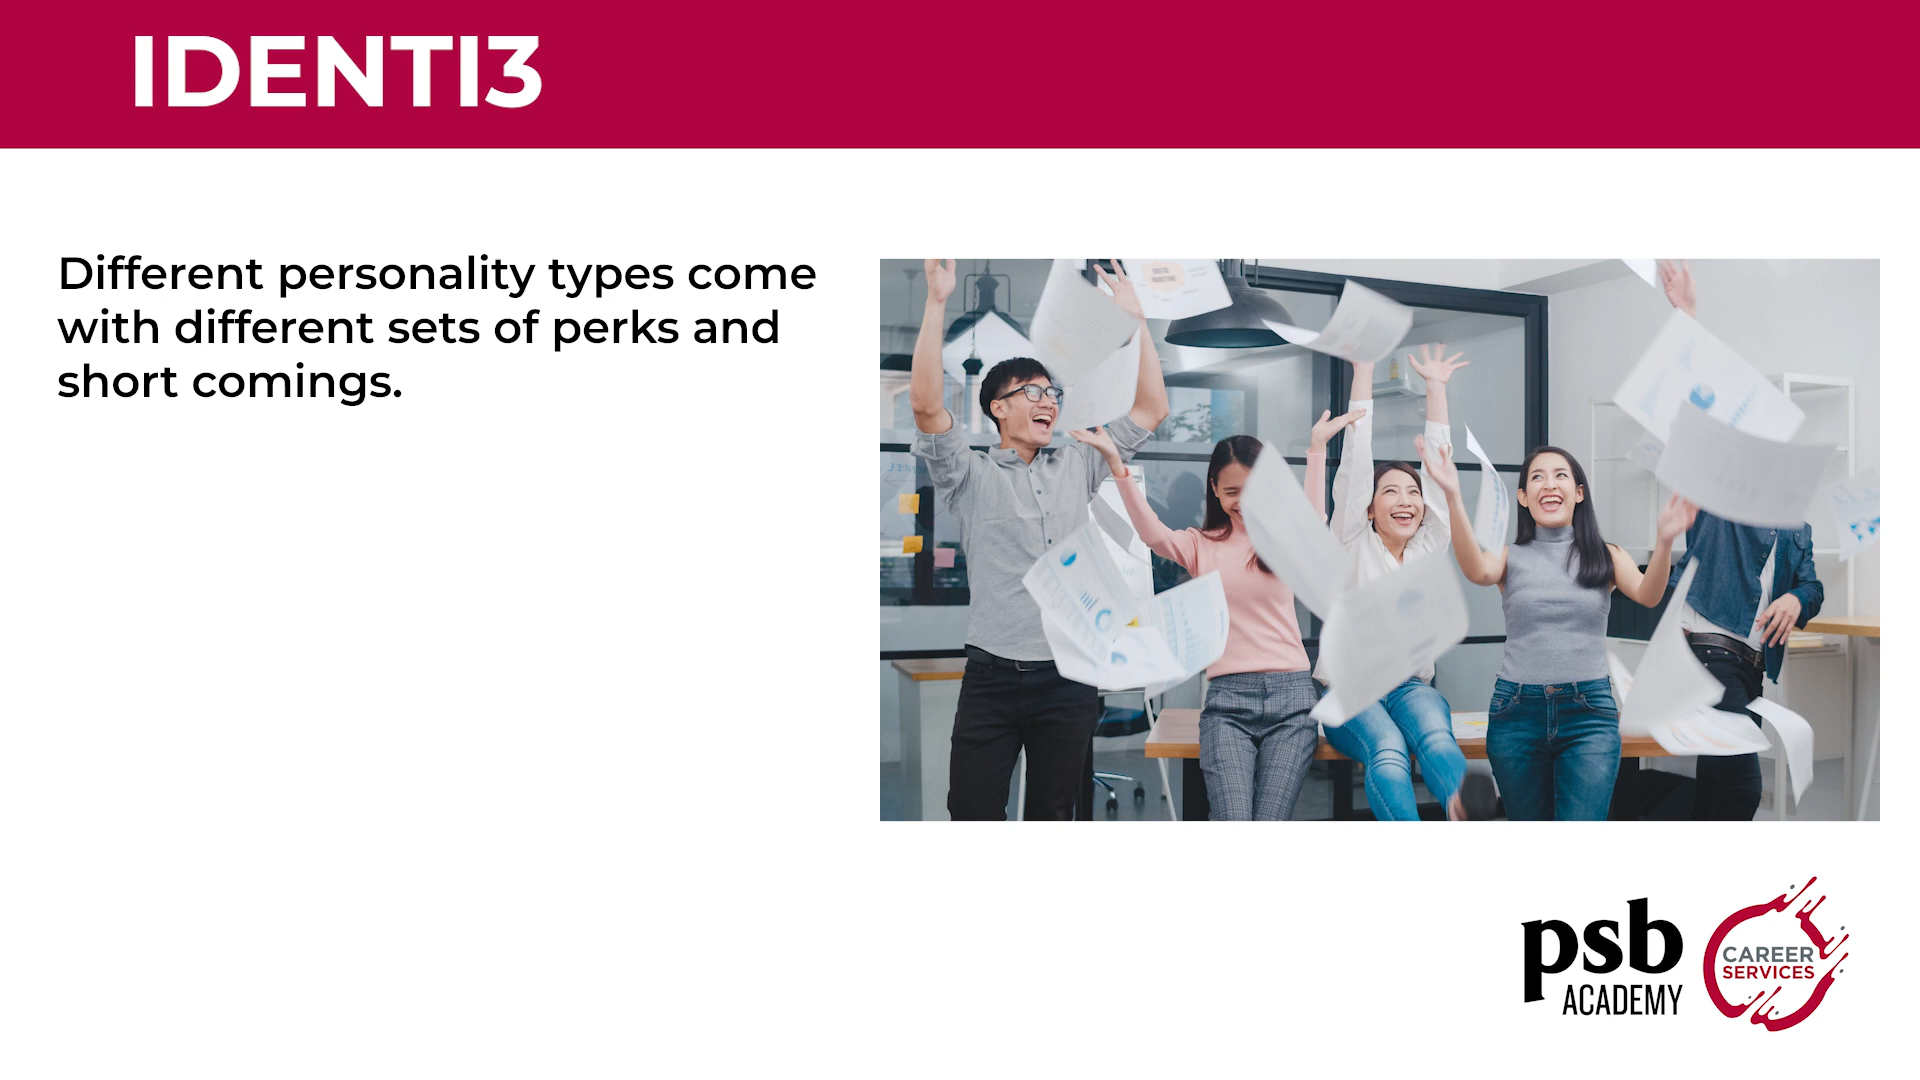 IDENTI3
Different personality types come
with different sets of perks and
short comings.
psb
ACADEMY
CAREER
SERVICES